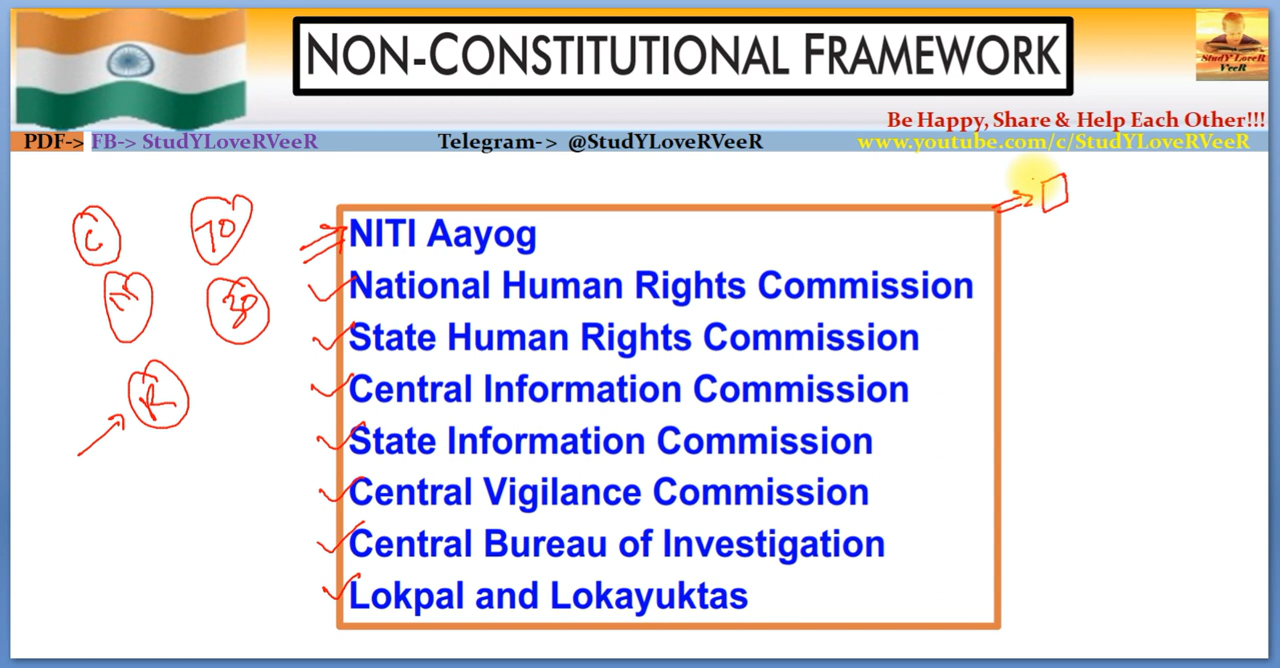 NON-CONSTITUTIONAL FRAMEWORK
StudY LoveR
VeeR
Be Happy, Share & Help Each Other!!!
PDF-> FB-> StudYLoveRVeeR Telegram-> @StudYLoveRVeeR www.youtube.com/c/StudYLoveRVeeR
C 70
30
R
NITI Aayog
National Human Rights Commission
State Human Rights Commission
Central Information Commission
State Information Commission
Central Vigilance Commission
Central Bureau of Investigation
Lokpal and Lokayuktas